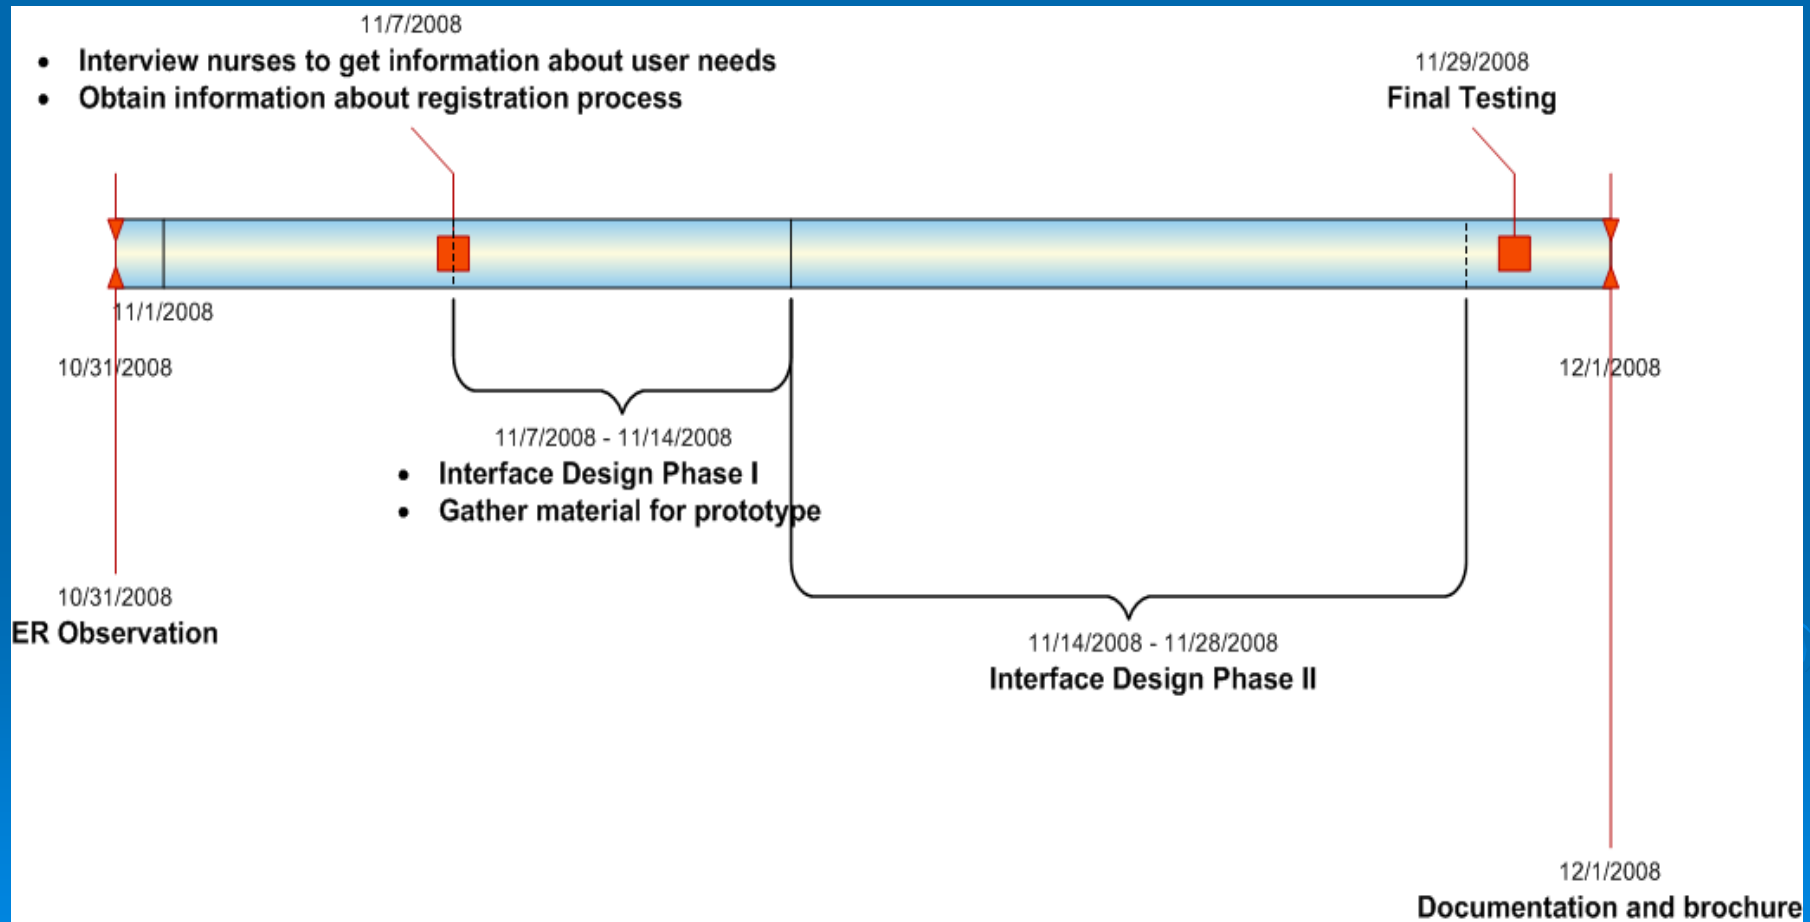 11/7/2008
• Interview nurses to get information about user needs
• Obtain information about registration process
11/29/2008
Final Testing
11/1/2008
10/31/2008
12/1/2008
11/7/2008 - 11/14/2008
• Interface Design Phase I
• Gather material for prototype
10/31/2008
ER Observation
11/14/2008 - 11/28/2008
Interface Design Phase II
12/1/2008
Documentation and brochure